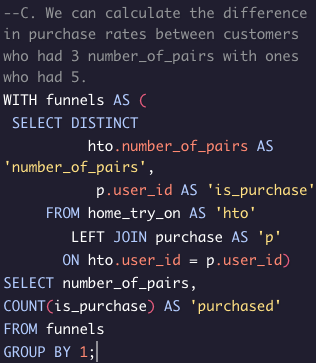 --C. We can calculate the difference
in purchase rates between customers
who had 3 number_of_pairs with ones
who had 5.
WITH funnels AS (
SELECT DISTINCT
hto.number_of_pairs AS
'number_of_pairs',
p.user_id AS 'is_purchase'
FROM home_try_on AS 'hto'
LEFT JOIN purchase AS 'p'
ON hto.user_id = p.user_id)
SELECT number_of_pairs,
COUNT(is_purchase) AS 'purchased'
FROM funnels
GROUP BY 1;